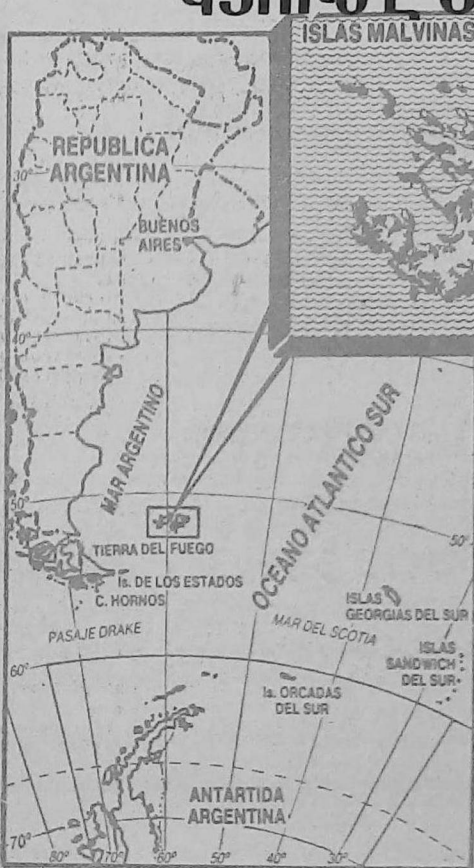 ISLAS MALVINAS
REPUBLICA
ARGENTINA
30°
BUENOS
AIRES
40°
MAR ARGENTINO
OCEANO ATLANTICO SUR
50°
50°
TIERRA DEL FUEGO
Is. DE LOS ESTADOS
C. HORNOS
ISLAS
GEORGIAS DEL SUR
PASAJE DRAKE
MAR DEL SCOTIA
ISLAS
SANDWICH
DEL SUR
60°
Is. ORCADAS
DEL SUR
ANTARTIDA
ARGENTINA
70°
80°
70°
60°
50°
40°
30°